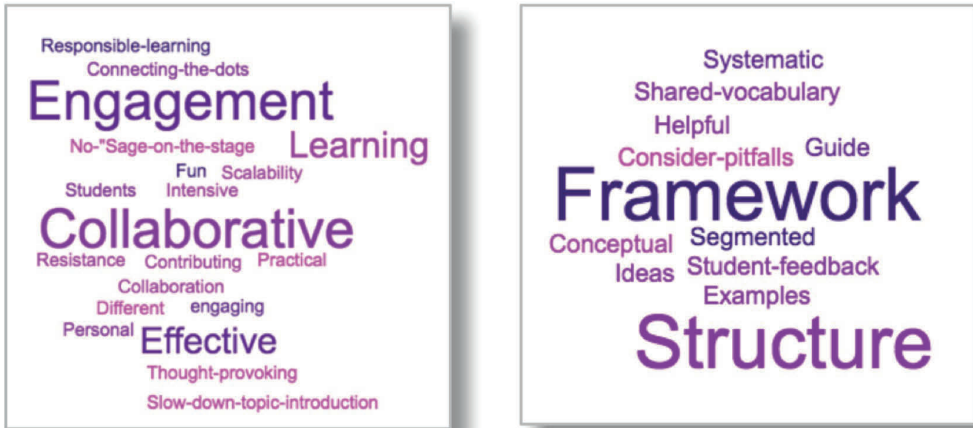 Responsible-learning
Connecting-the-dots
Engagement
No-"Sage-on-the-stage
Learning
Fun
Scalability
Students
Intensive
Collaborative
Resistance
Contributing
Practical
Collaboration
Different
engaging
Personal
Effective
Thought-provoking
Slow-down-topic-introduction
Systematic
Shared-vocabulary
Helpful
Consider-pitfalls
Guide
Framework
Conceptual
Segmented
Ideas
Student-feedback
Examples
Structure